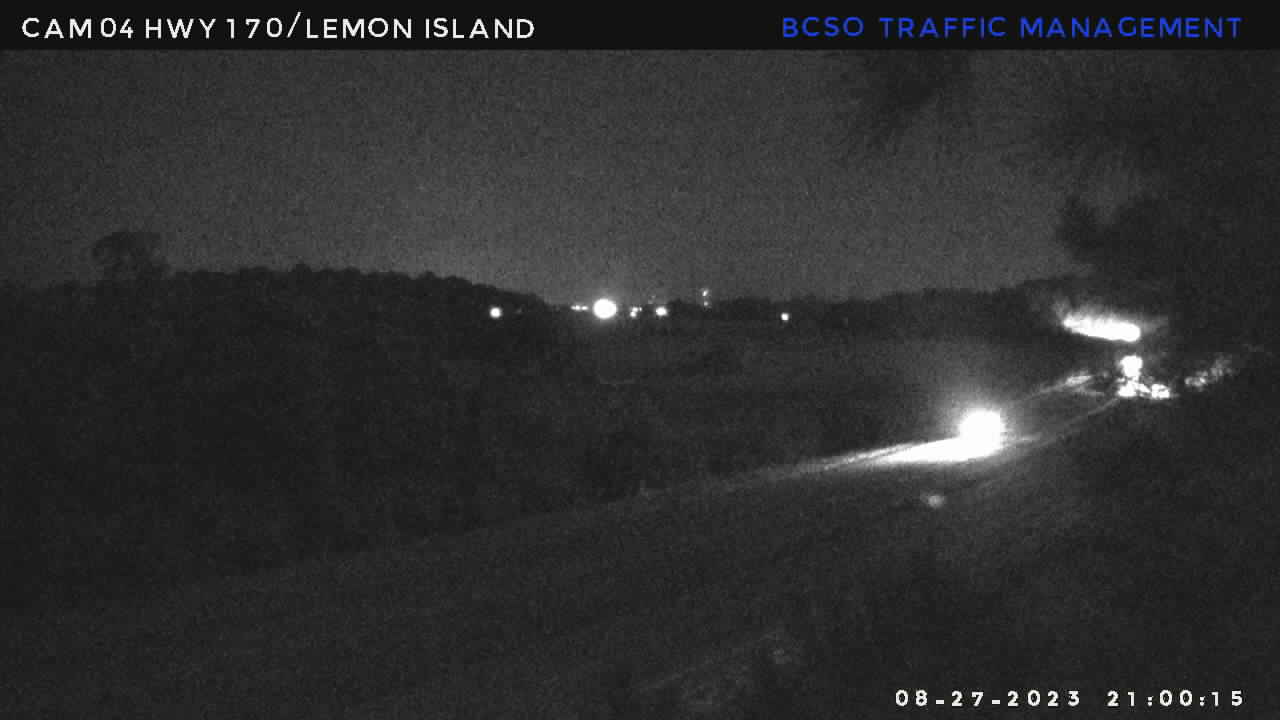 CAM04 HWY 170/LEMON ISLAND
BCSO TRAFFIC MANAGEMENT
08-27-2023 21:00:15